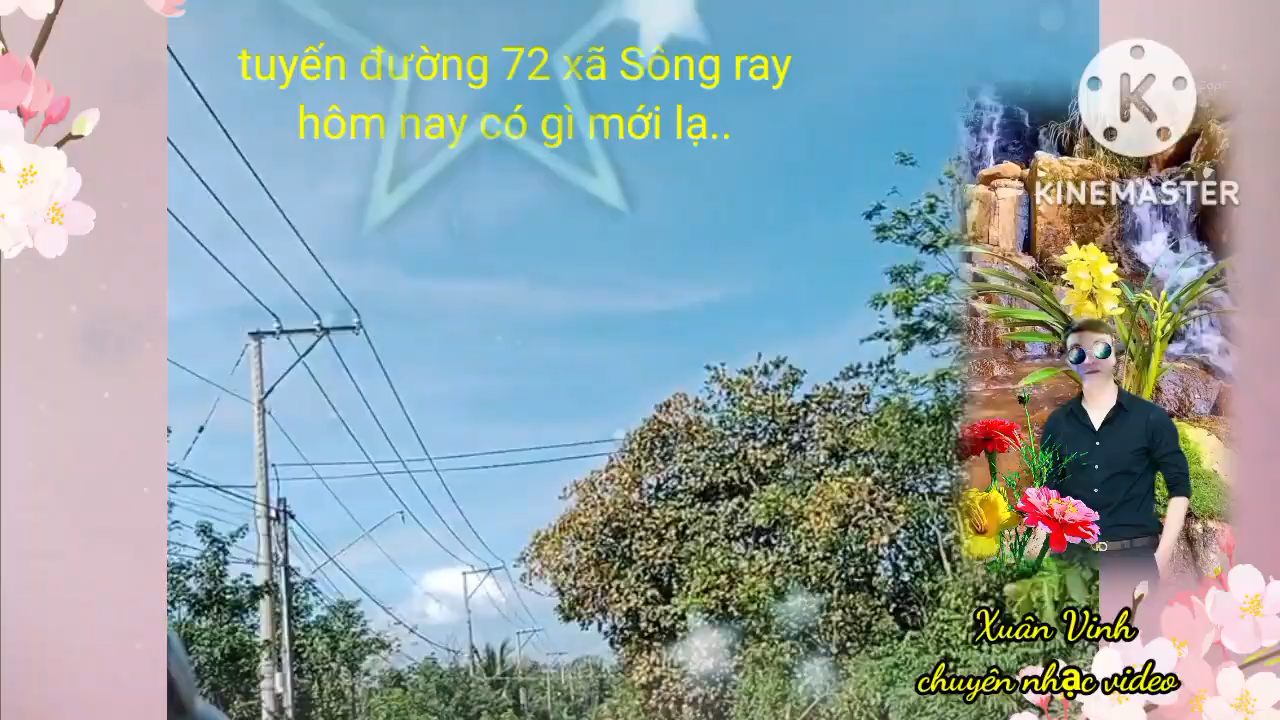 tuyến đường 72 xã Sông ray
hôm nay có gì mới lạ..
K
KINEMASTER
Xuân Vinh
chuyên nhạc video